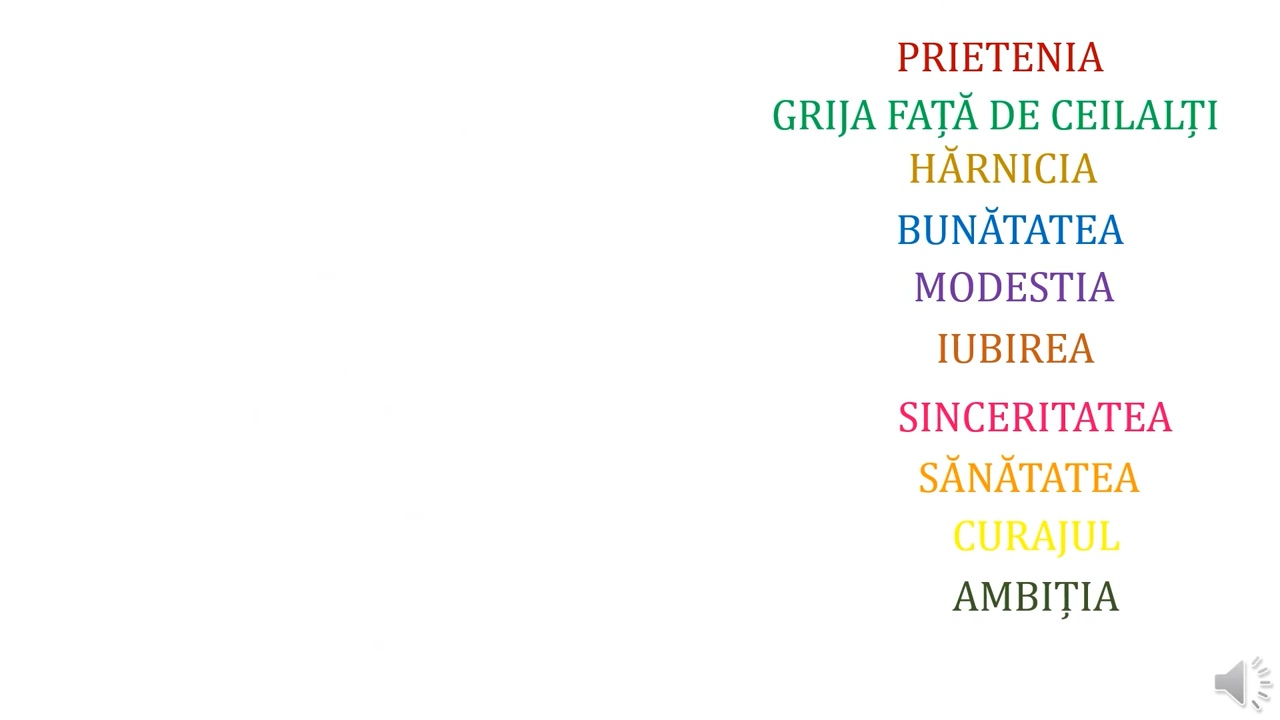 PRIETENIA
GRIJA FAȚĂ DE CEILALȚI
HĂRNICIA
BUNĂTATEA
MODESTIA
IUBIREA
SINCERITATEA
SĂNĂTATEA
CURAJUL
AMBIȚIA